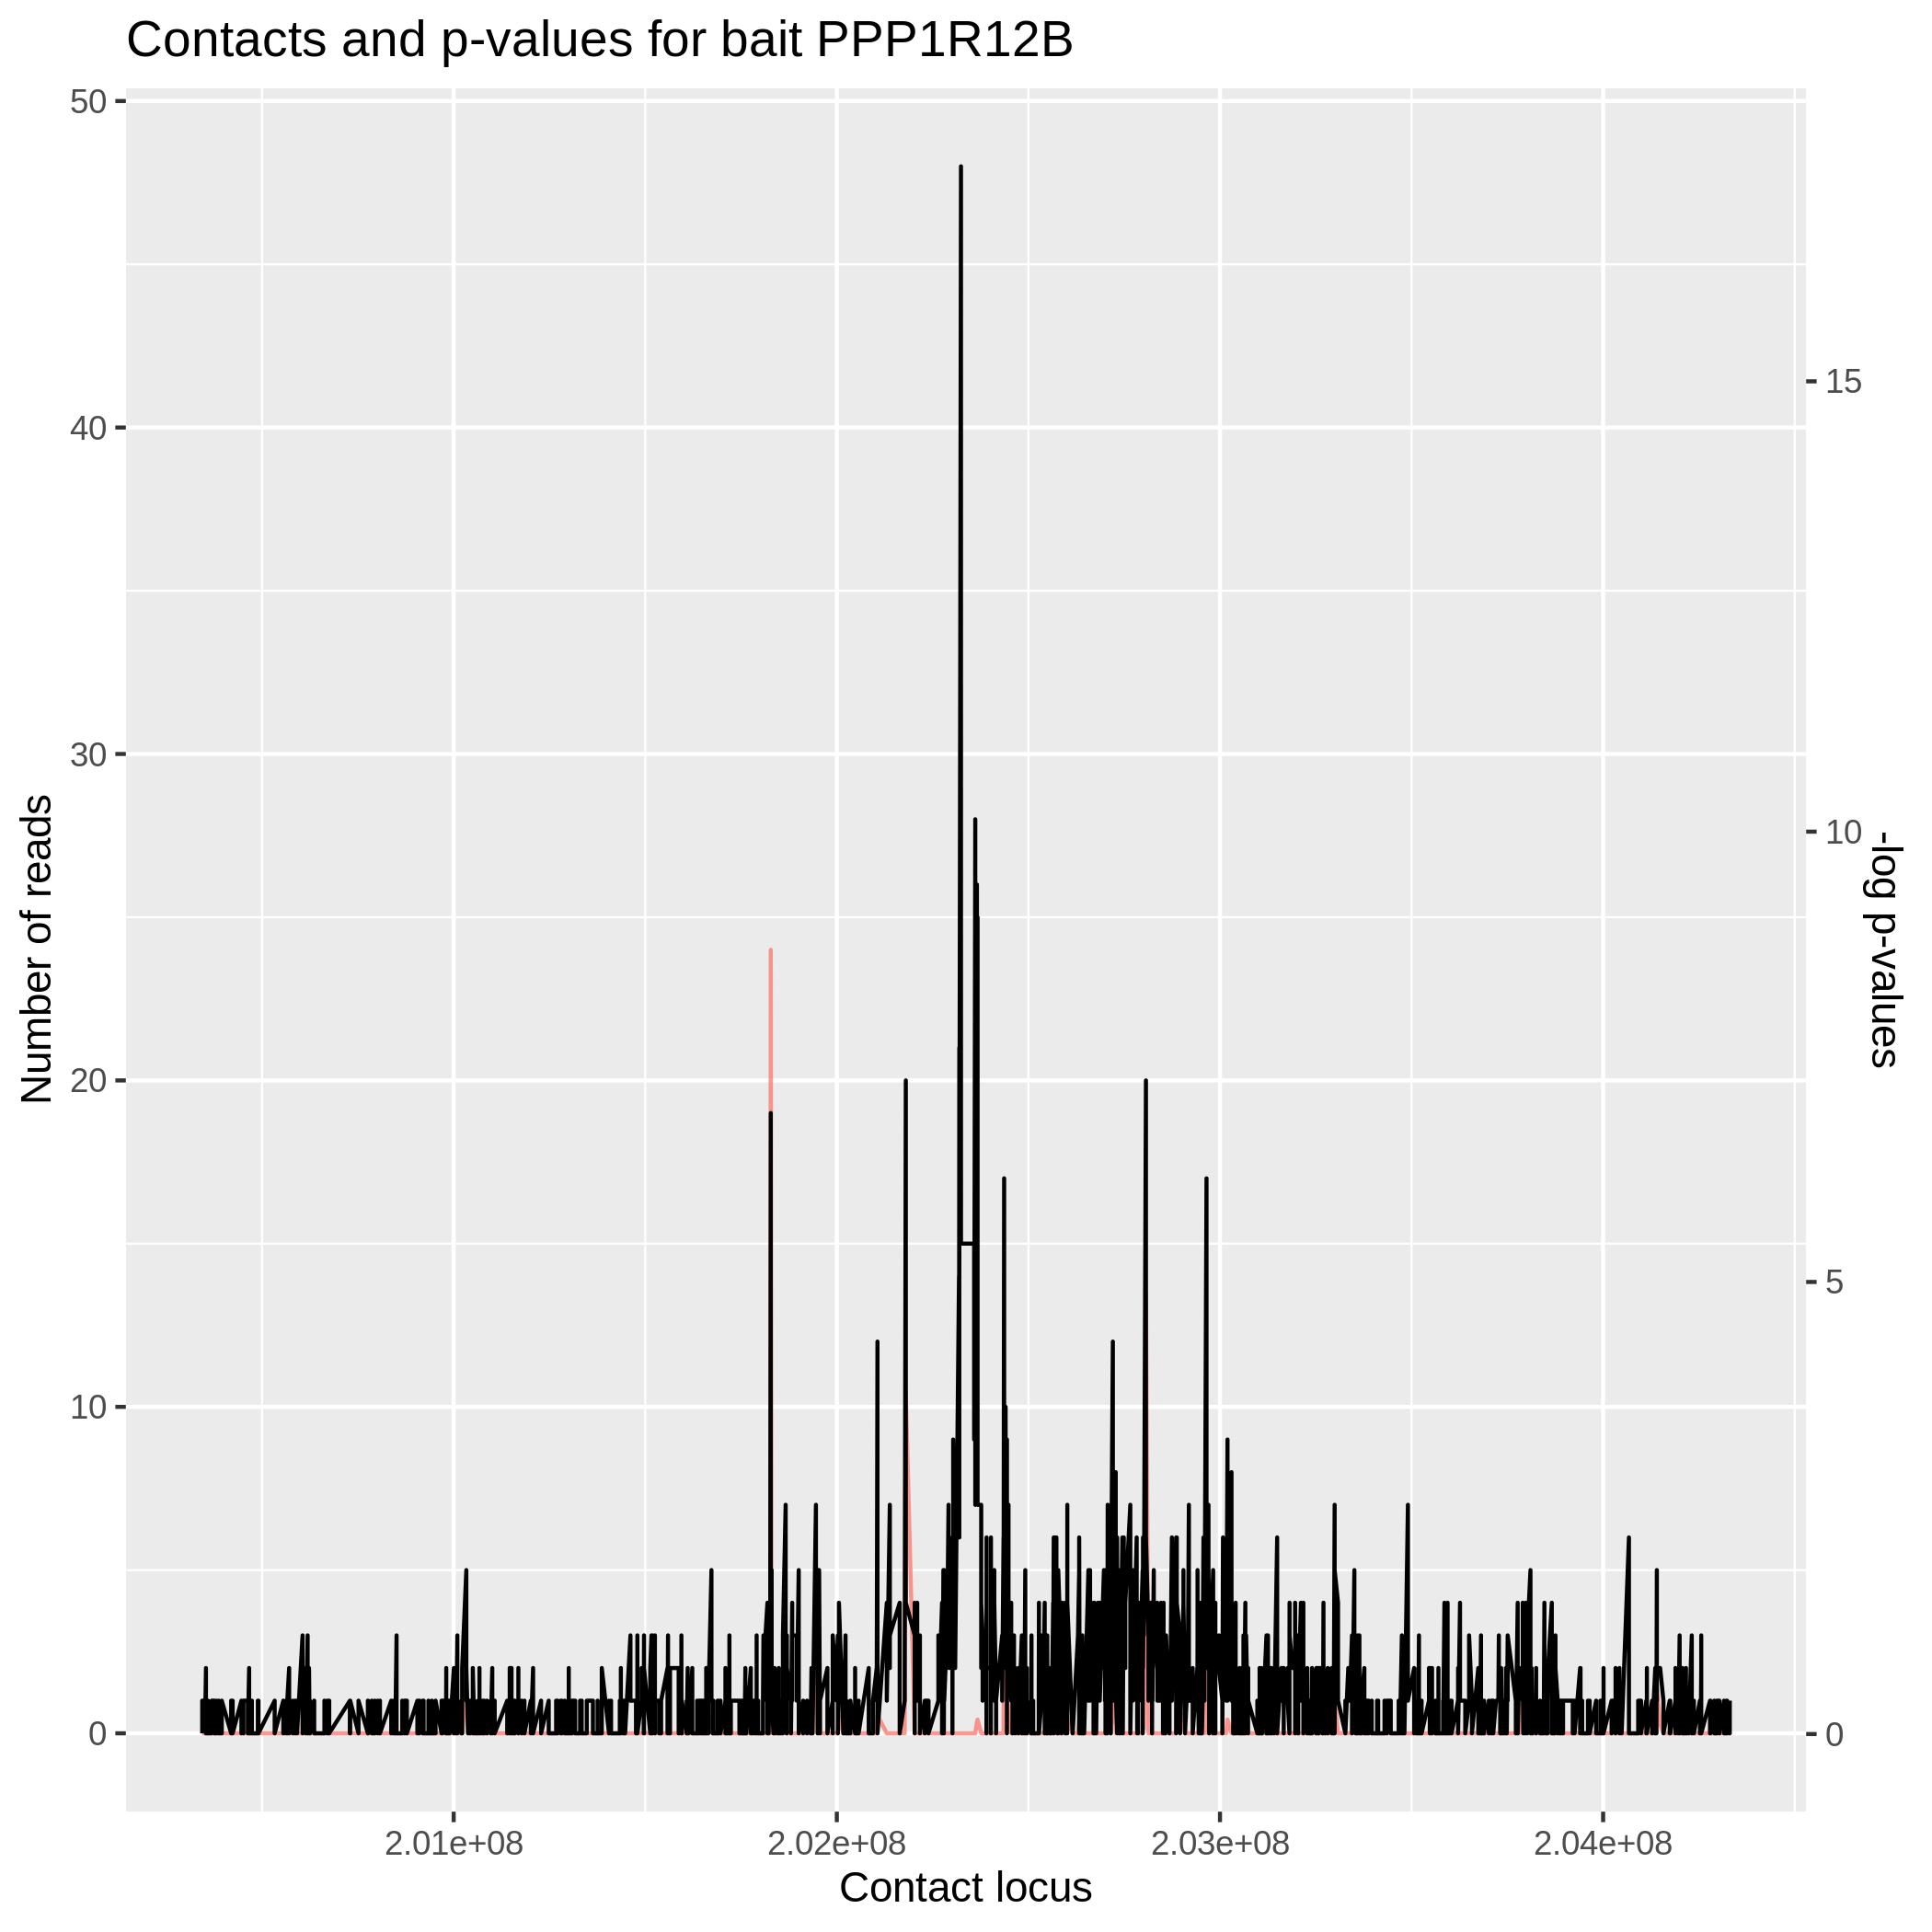 Contacts and p-values for bait PPP1R12B
50
40
30
20
10
0
Number of reads
15
10
5
0
-log p-values
2.01e+08 2.02e+08 2.03e+08 2.04e+08
Contact locus